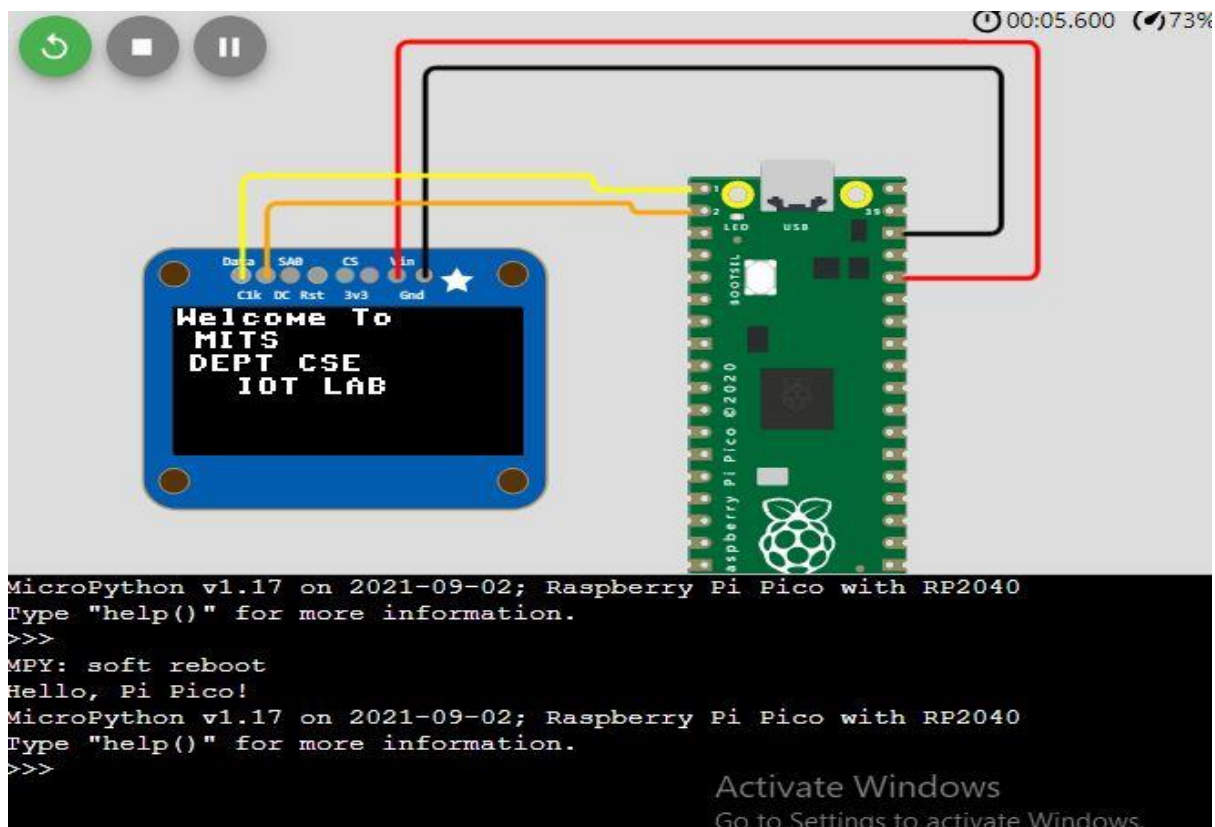 00:05.600 73%
1
2 39
LED USB
BOOTSEL
Data SA0 CS Vin
Clk DC Rst 3v3 Gnd
Welcome To
MITS
DEPT CSE
IOT LAB
aspberry Pi Pico ©2020
MicroPython v1.17 on 2021-09-02; Raspberry Pi Pico with RP2040
Type "help()" for more information.
>>>
MPY: soft reboot
Hello, Pi Pico!
MicroPython v1.17 on 2021-09-02; Raspberry Pi Pico with RP2040
Type "help()" for more information.
>>>
Activate Windows
Go to Settings to activate Windows.